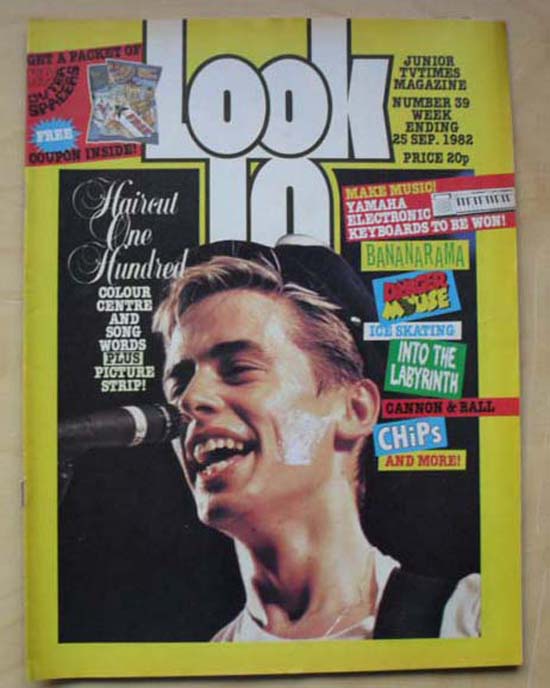 GET A PACKET OF
OUTER
SPACERS
FREE
COUPON INSIDE!
Look
IN
JUNIOR
TVTIMES
MAGAZINE
NUMBER 39
WEEK
ENDING
25 SEP. 1982
PRICE 20p
Haircut
One
Hundred
COLOUR
CENTRE
AND
SONG
WORDS
PLUS
PICTURE
STRIP!
MAKE MUSIC!
YAMAHA
ELECTRONIC
KEYBOARDS TO BE WON!
BANANARAMA
DANGER
MOUSE
ICE SKATING
INTO THE
LABYRINTH
CANNON & BALL
CHiPs
AND MORE!